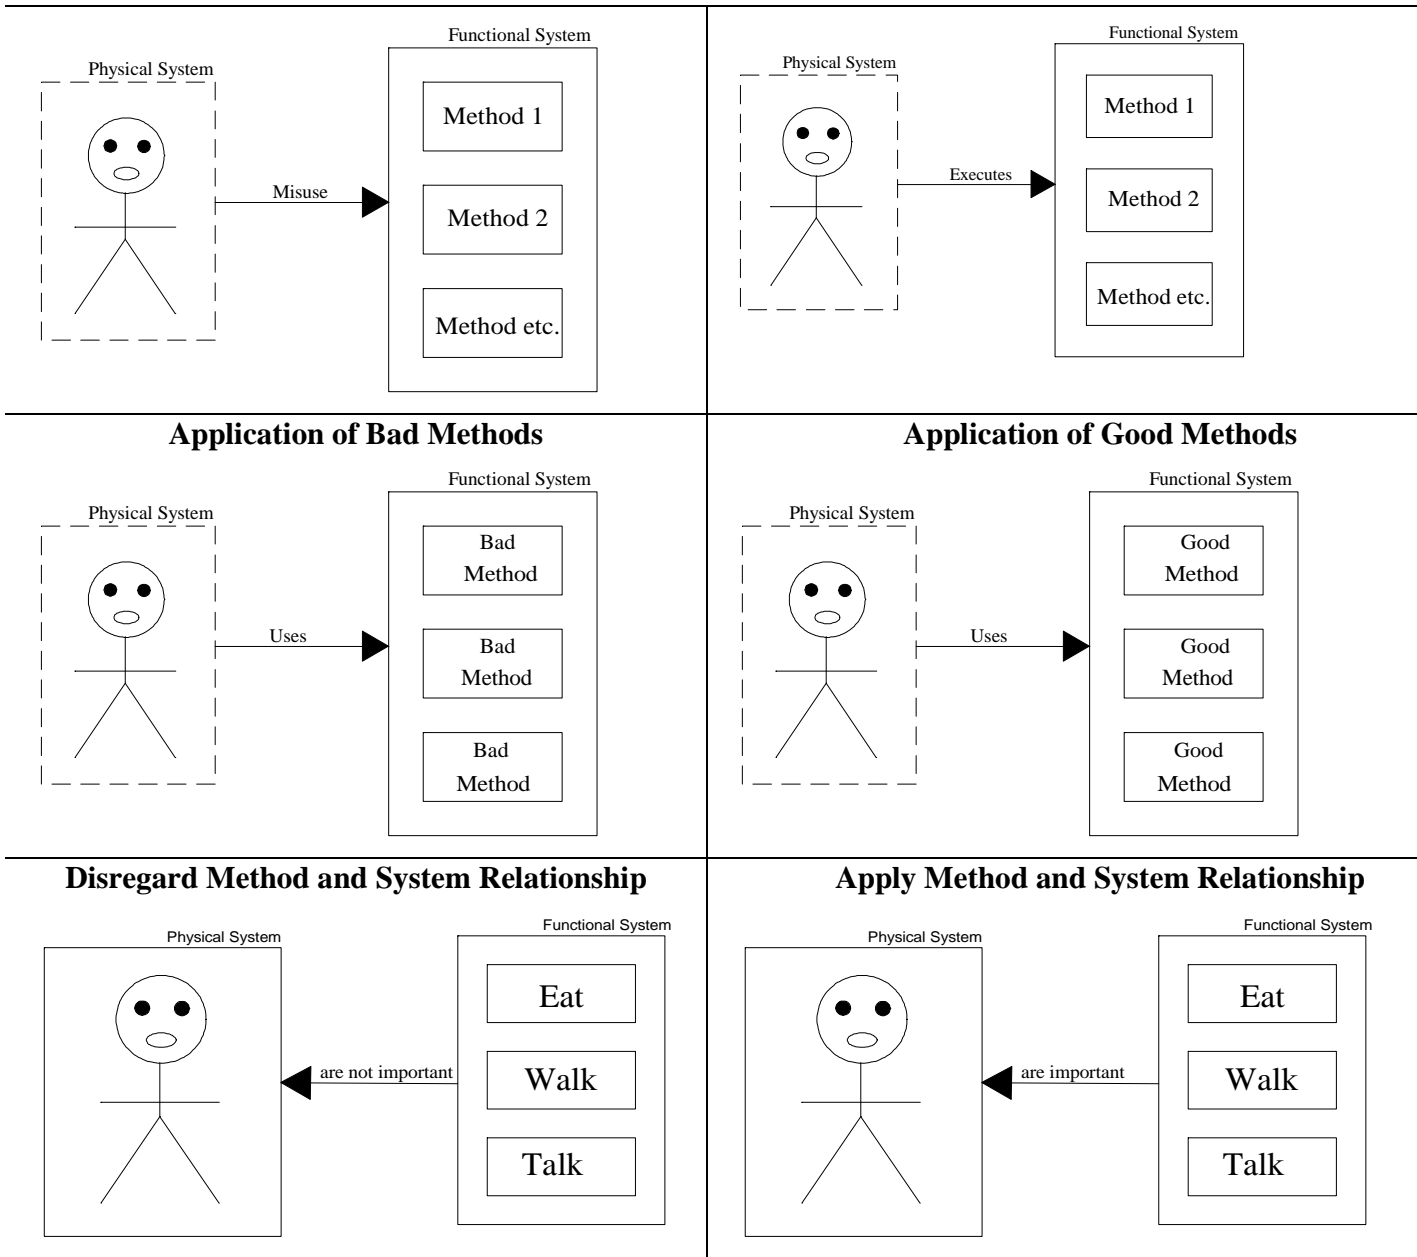 Functional System
Physical System
Method 1
Misuse
Method 2
Method etc.
Functional System
Physical System
Method 1
Executes
Method 2
Method etc.
Application of Bad Methods
Functional System
Physical System
Bad
Method
Uses
Bad
Method
Bad
Method
Application of Good Methods
Functional System
Physical System
Good
Method
Uses
Good
Method
Good
Method
Disregard Method and System Relationship
Functional System
Physical System
Eat
are not important
Walk
Talk
Apply Method and System Relationship
Functional System
Physical System
Eat
are important
Walk
Talk